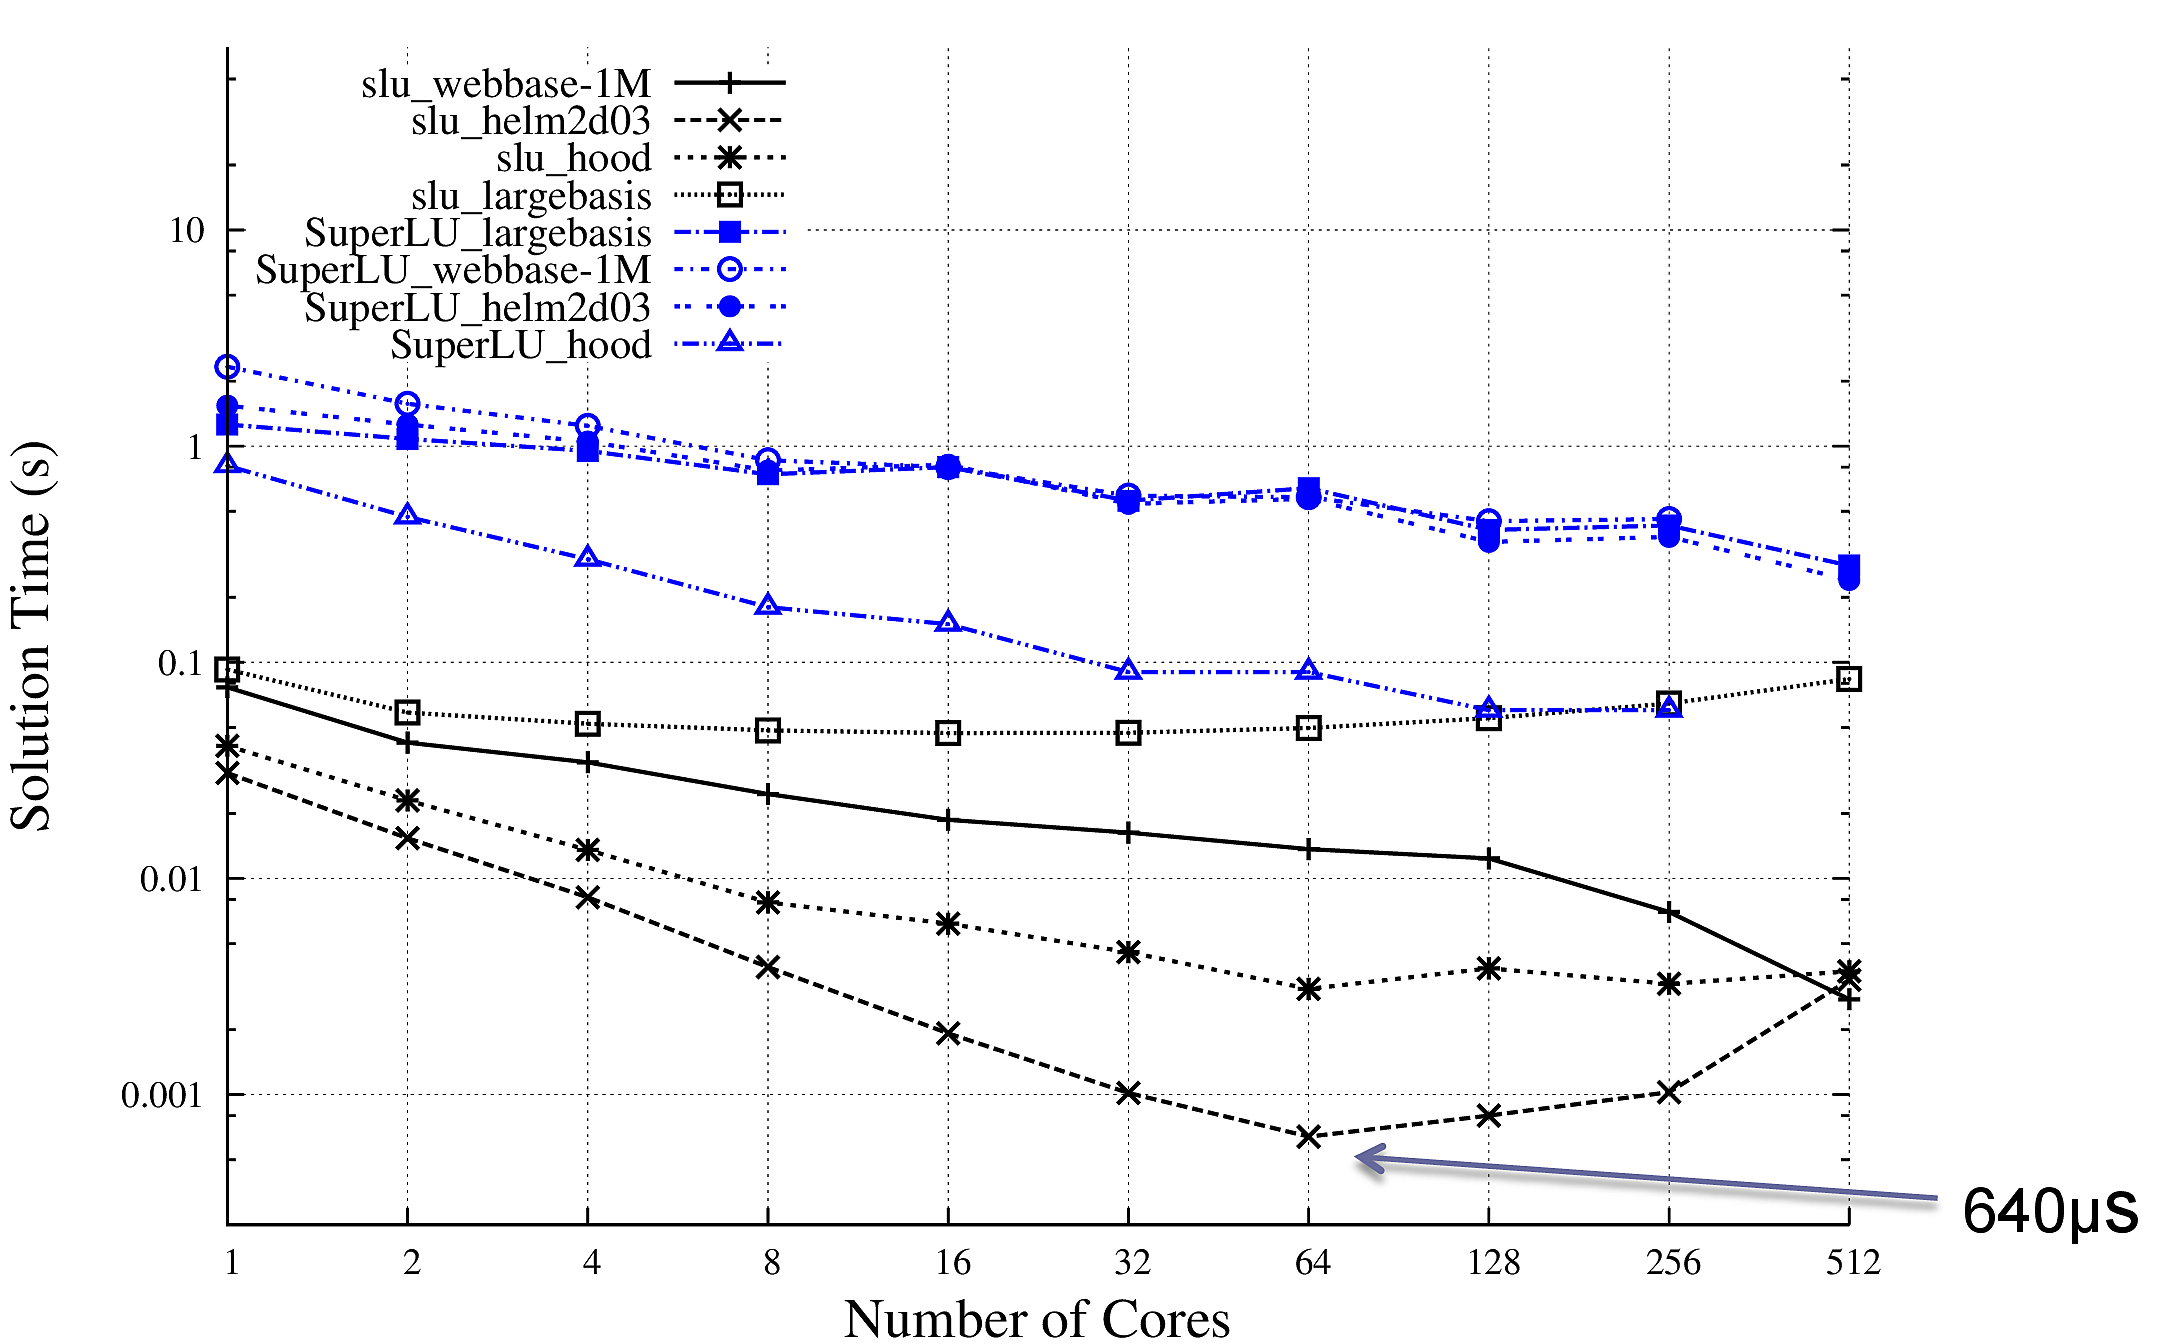 slu_webbase-1M
slu_helm2d03
slu_hood
slu_largebasis
SuperLU_largebasis
SuperLU_webbase-1M
SuperLU_helm2d03
SuperLU_hood
Solution Time (s)
10
1
0.1
0.01
0.001
640µs
1 2 4 8 16 32 64 128 256 512
Number of Cores